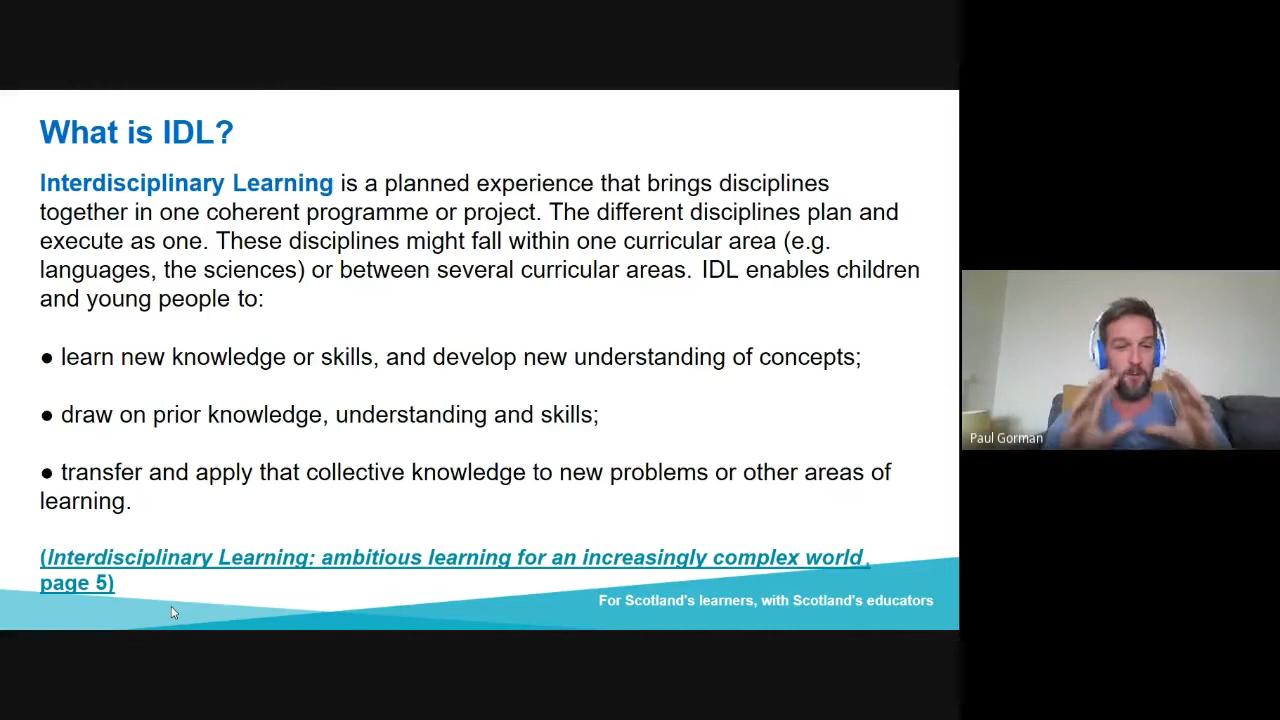 What is IDL?
Interdisciplinary Learning is a planned experience that brings disciplines
together in one coherent programme or project. The different disciplines plan and
execute as one. These disciplines might fall within one curricular area (e.g.
languages, the sciences) or between several curricular areas. IDL enables children
and young people to:
● learn new knowledge or skills, and develop new understanding of concepts;
● draw on prior knowledge, understanding and skills;
● transfer and apply that collective knowledge to new problems or other areas of
learning.
(Interdisciplinary Learning: ambitious learning for an increasingly complex world,
page 5)
For Scotland's learners, with Scotland's educators
Paul Gorman